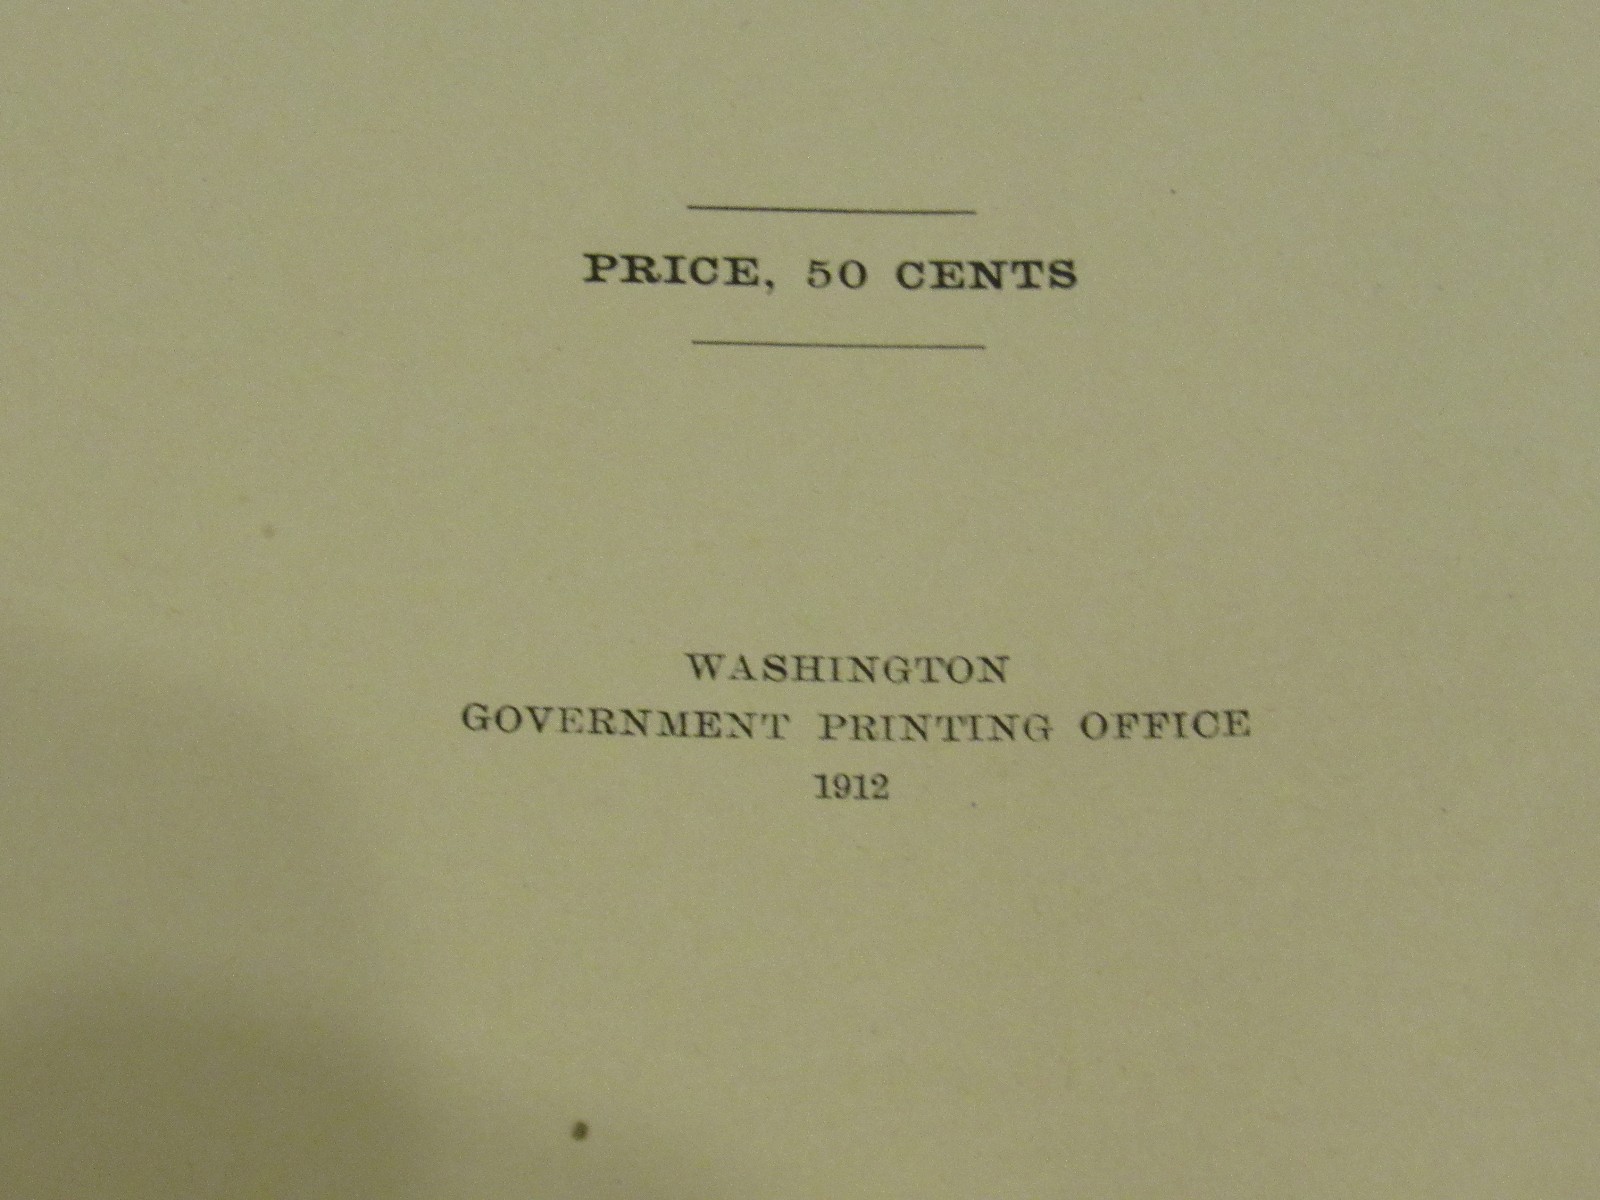 PRICE, 50 CENTS
WASHINGTON
GOVERNMENT PRINTING OFFICE
1912